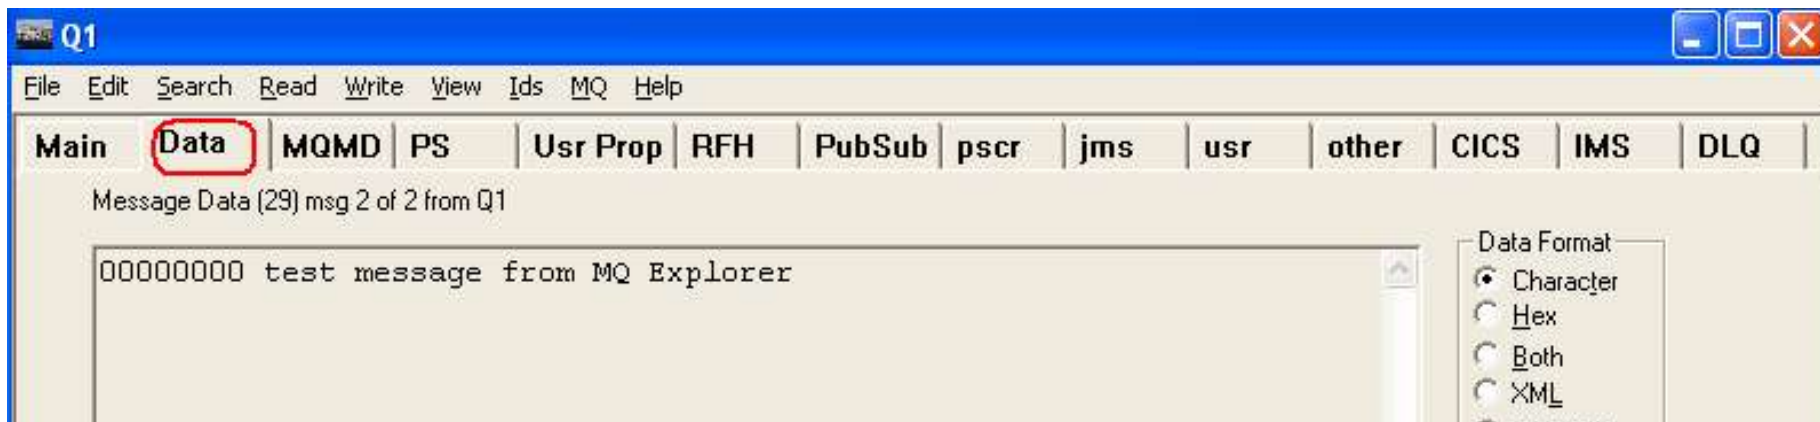 Q1
File Edit Search Read Write View Ids MQ Help
Main Data MQMD PS Usr Prop RFH PubSub pscr jms usr other CICS IMS DLQ
Message Data (29) msg 2 of 2 from Q1
00000000 test message from MQ Explorer
Data Format
Character
Hex
Both
XML